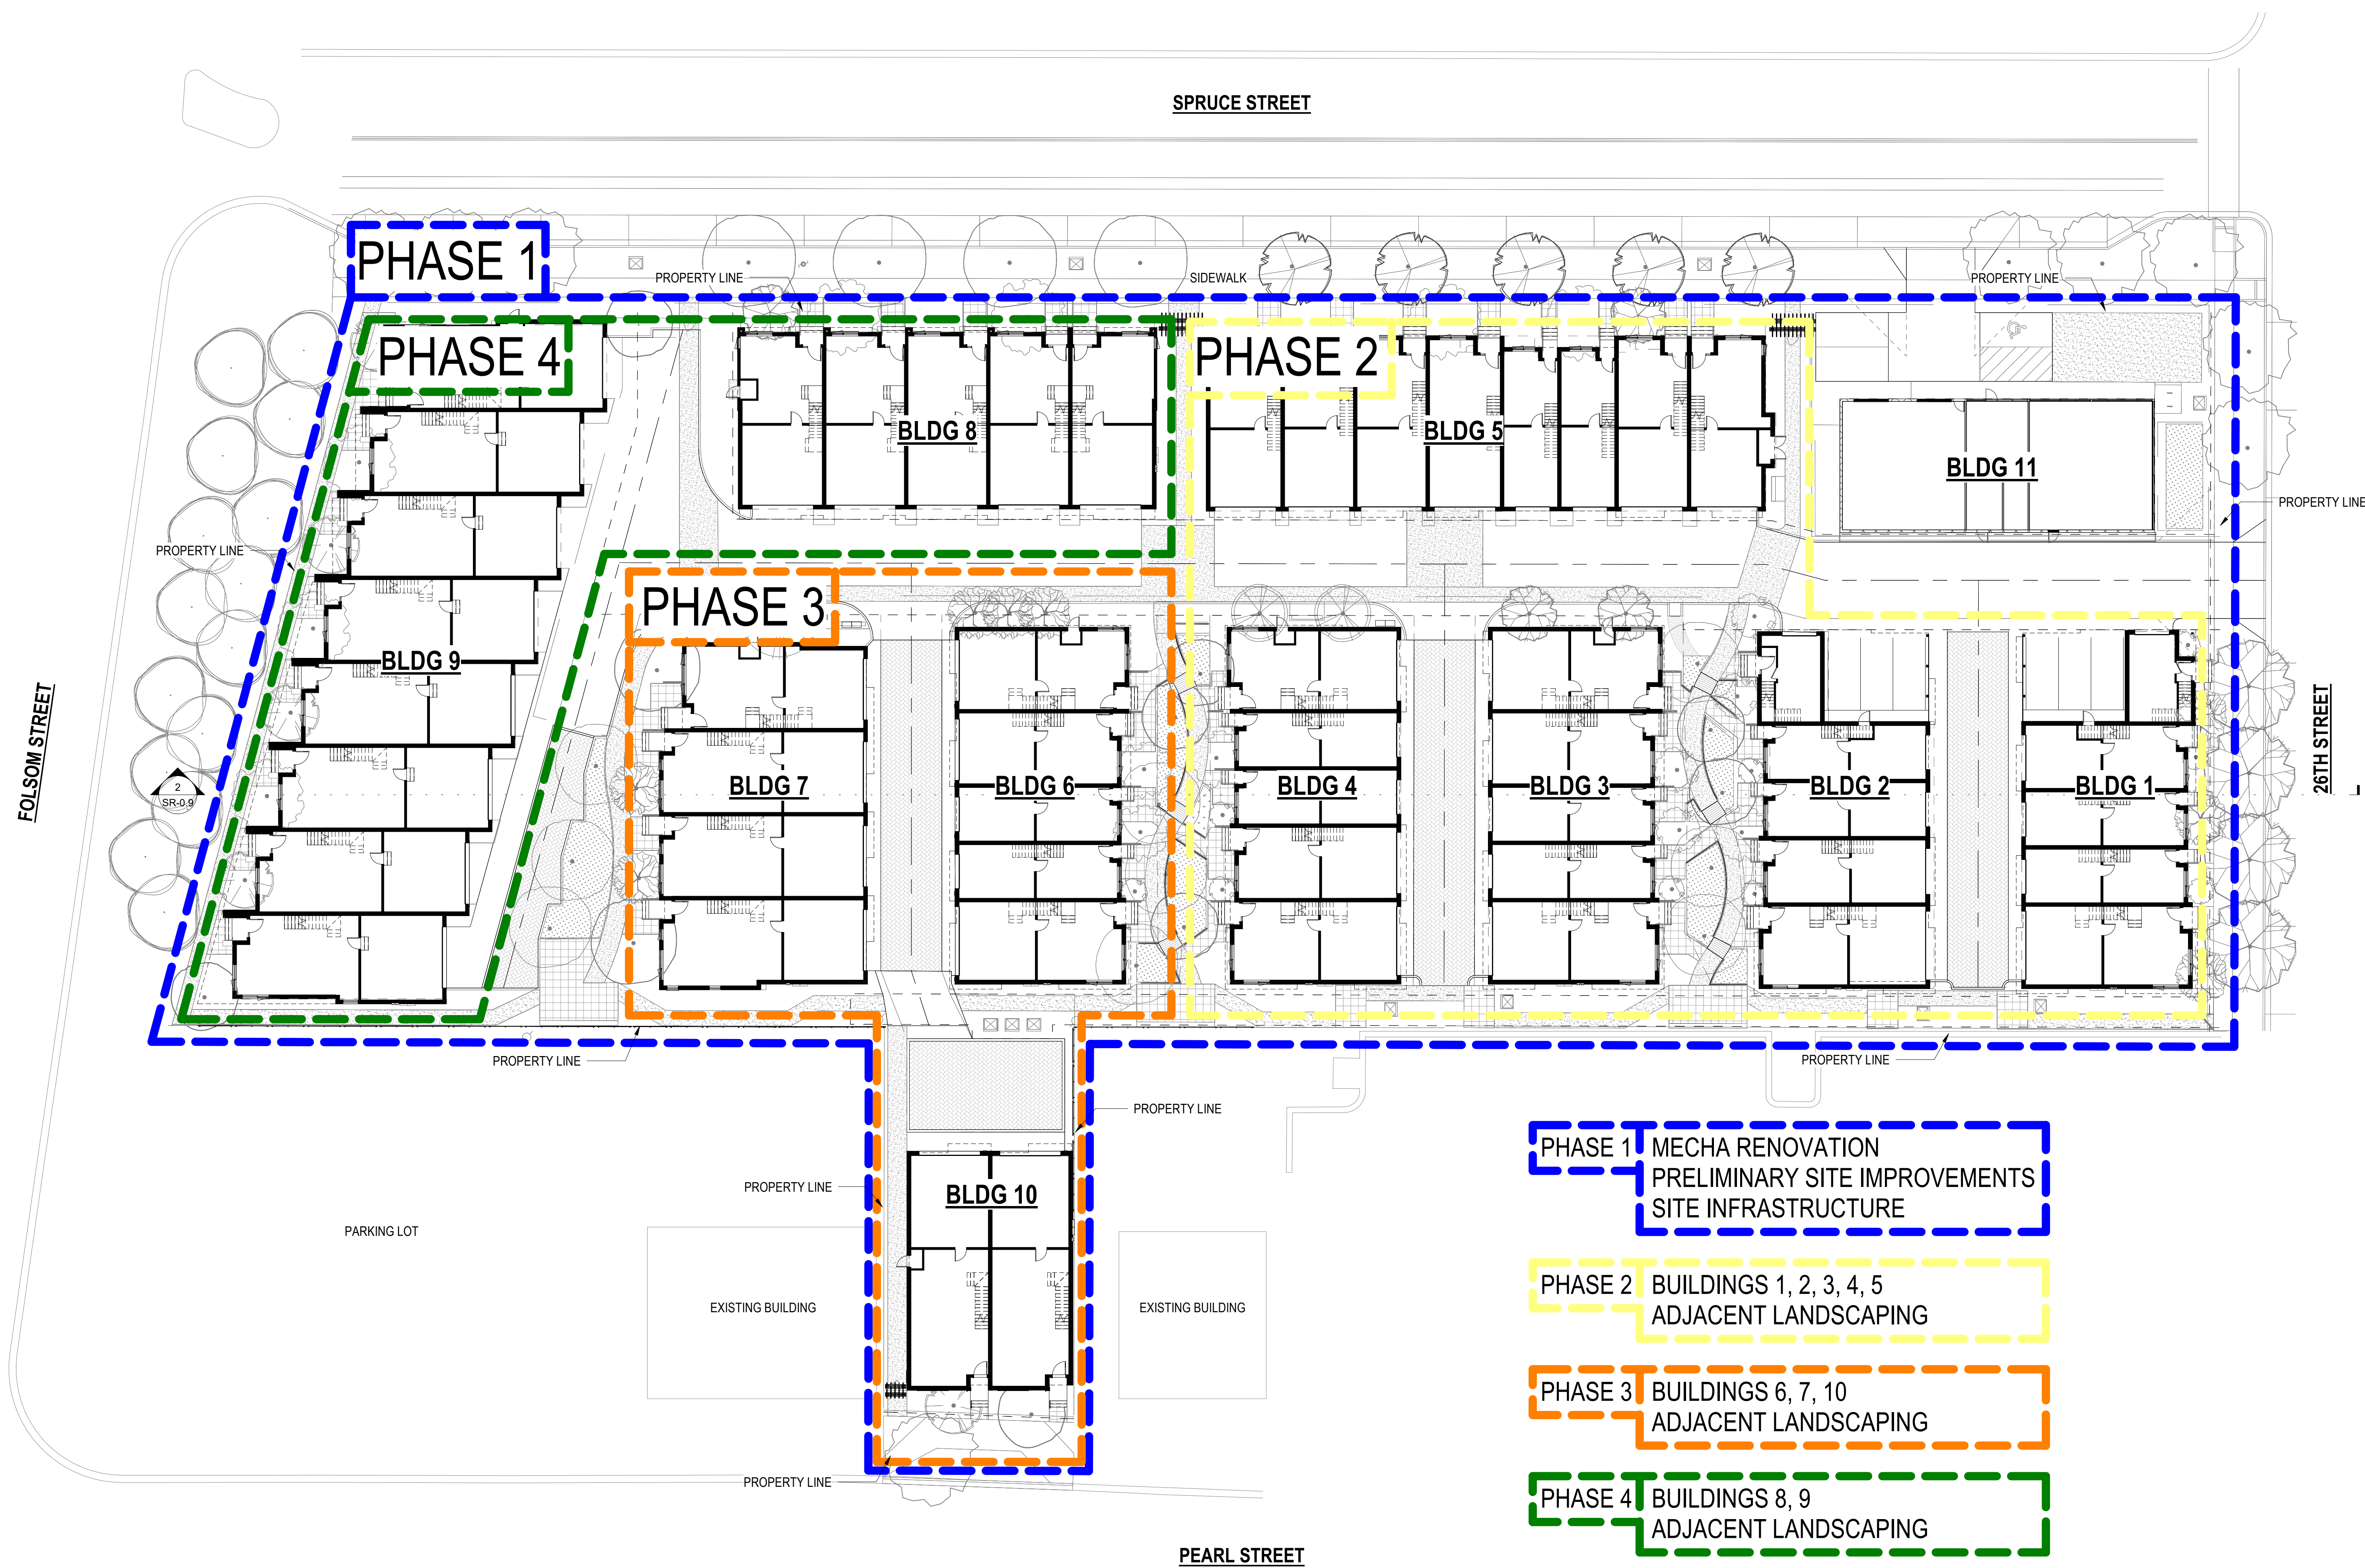 SPRUCE STREET
PHASE 1
PROPERTY LINE
SIDEWALK
PROPERTY LINE
PHASE 4
PHASE 2
BLDG 8
BLDG 5
BLDG 11
PROPERTY LINE
PROPERTY LINE
PHASE 3
BLDG 9
FOLSOM STREET
2
SR-0.9
BLDG 7
BLDG 6
BLDG 4
BLDG 3
BLDG 2
BLDG 1
26TH STREET
PROPERTY LINE
PROPERTY LINE
PROPERTY LINE
PROPERTY LINE
BLDG 10
PARKING LOT
EXISTING BUILDING
EXISTING BUILDING
PROPERTY LINE
PEARL STREET
PHASE 1
MECHA RENOVATION
PRELIMINARY SITE IMPROVEMENTS
SITE INFRASTRUCTURE
PHASE 2
BUILDINGS 1, 2, 3, 4, 5
ADJACENT LANDSCAPING
PHASE 3
BUILDINGS 6, 7, 10
ADJACENT LANDSCAPING
PHASE 4
BUILDINGS 8, 9
ADJACENT LANDSCAPING